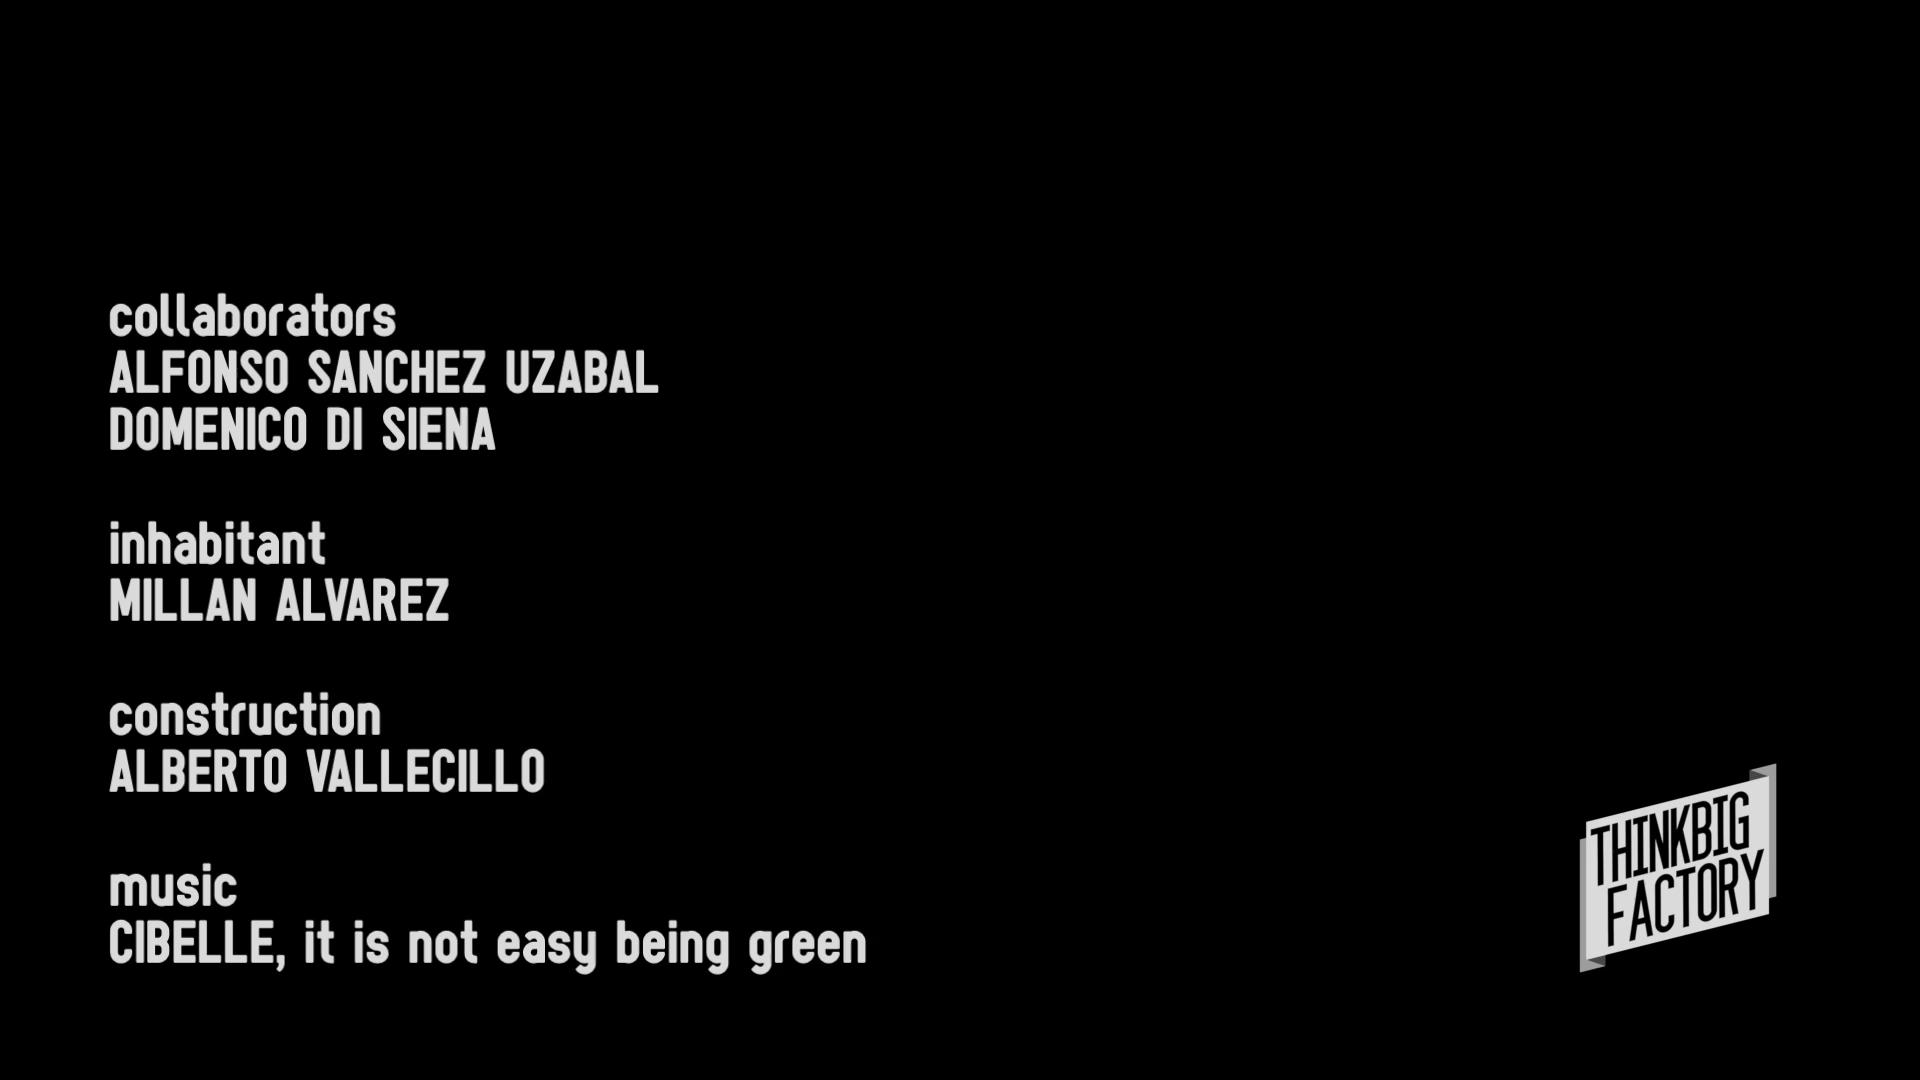 collaborators
ALFONSO SANCHEZ UZABAL
DOMENICO DI SIENA
inhabitant
MILLAN ALVAREZ
construction
ALBERTO VALLECILLO
music
CIBELLE, it is not easy being green
THINKBIG
FACTORY